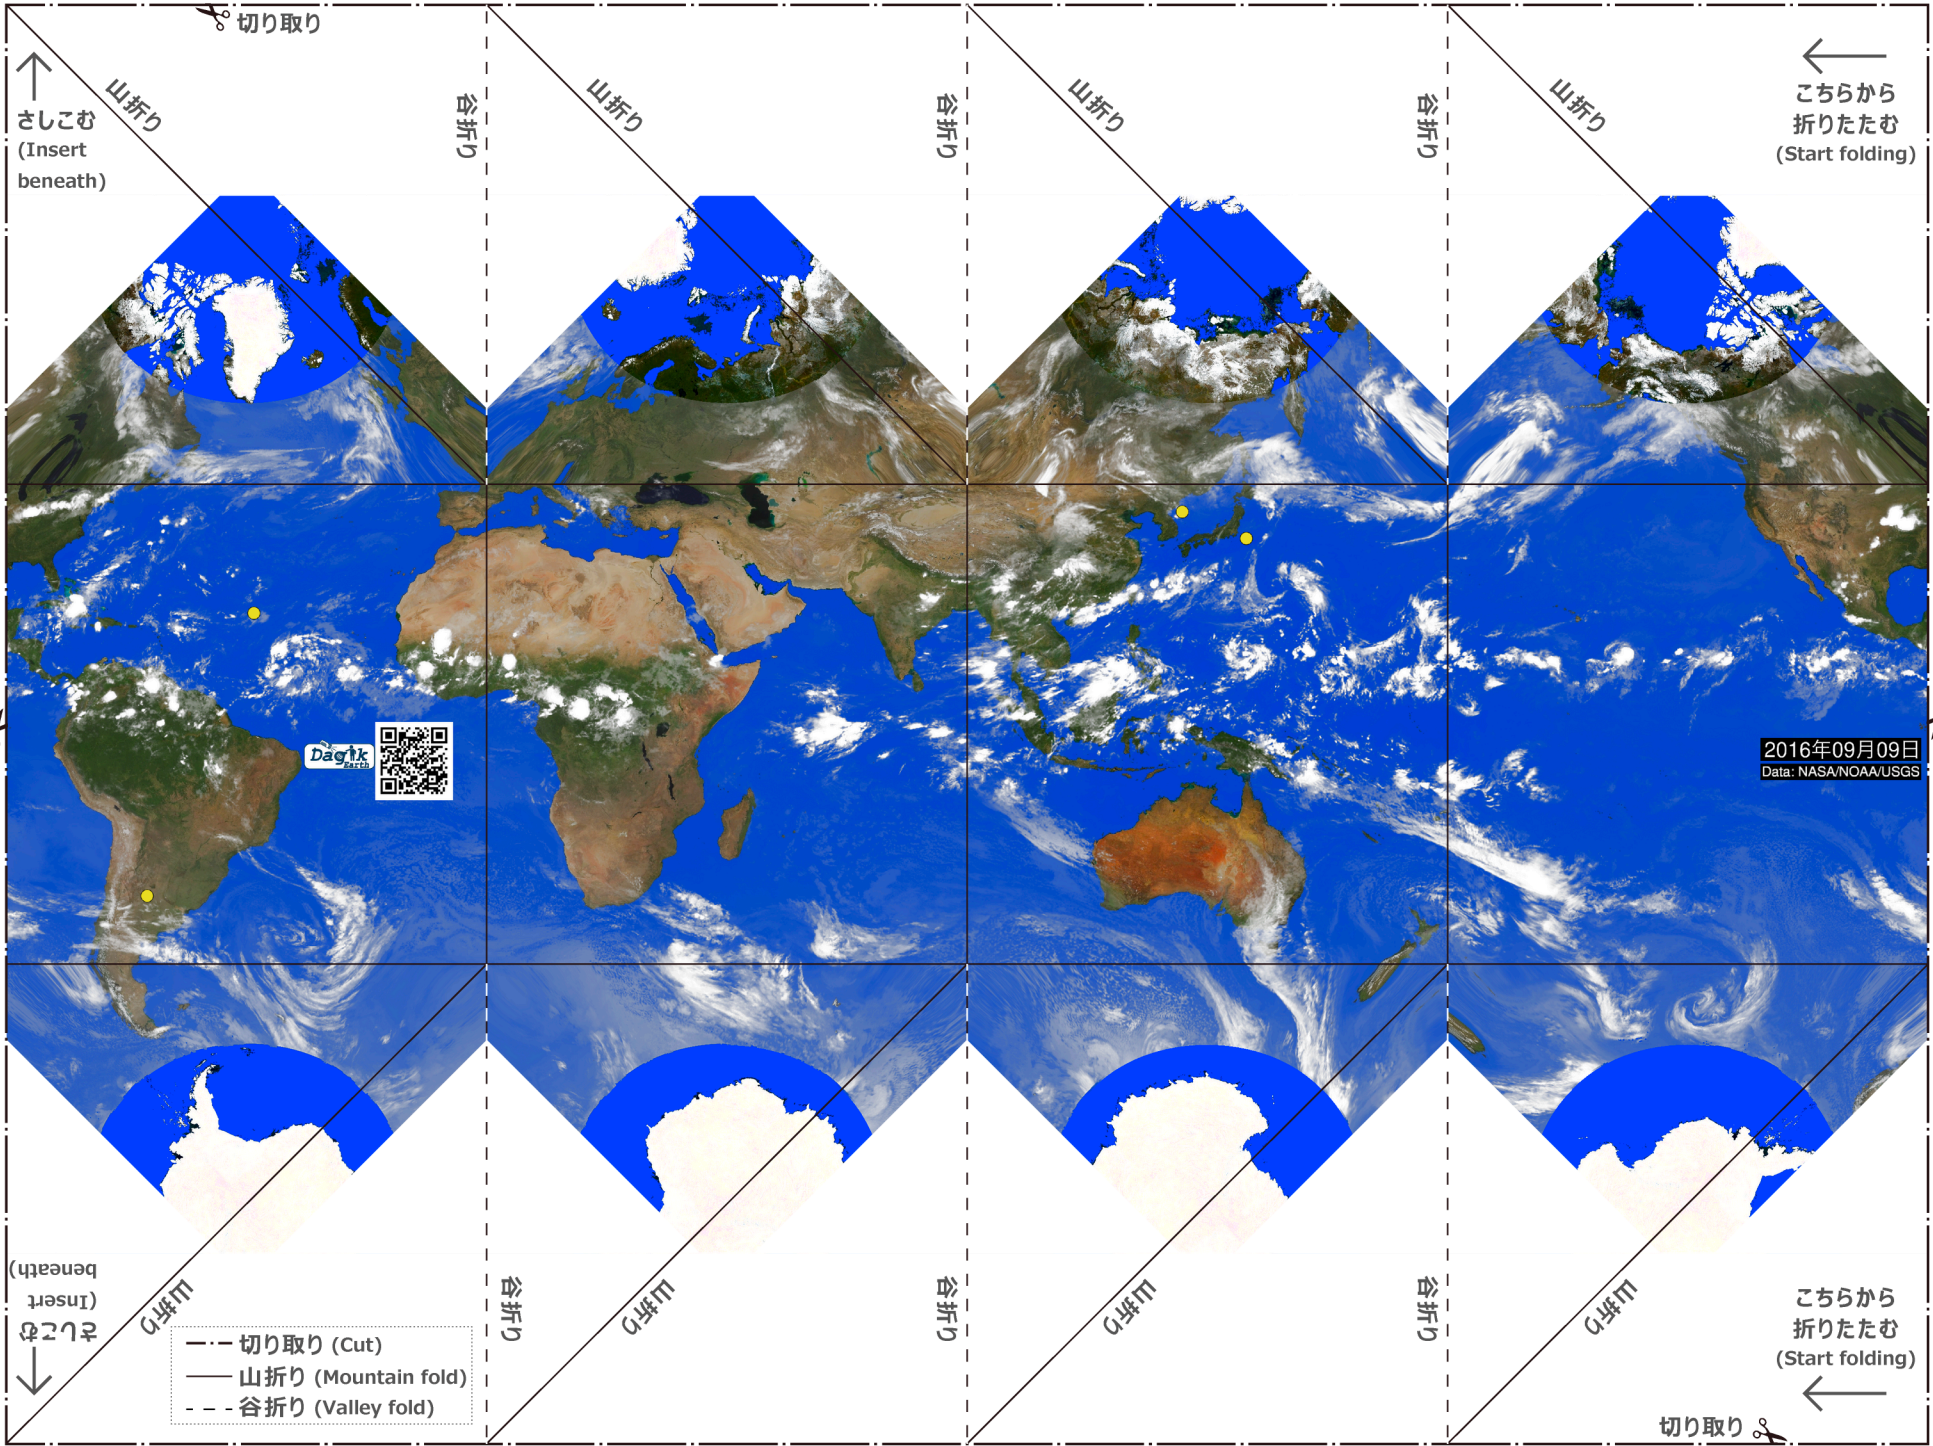 切り取り
山折り
谷折り
山折り
谷折り
山折り
谷折り
山折り
さしこむ
(Insert
beneath)
こちらから
折りたたむ
(Start folding)
Dagik
Earth
2016年09月09日
Data: NASA/NOAA/USGS
さしこむ
(Insert
beneath)
山折り
谷折り
山折り
谷折り
山折り
谷折り
山折り
切り取り (Cut)
山折り (Mountain fold)
谷折り (Valley fold)
こちらから
折りたたむ
(Start folding)
切り取り